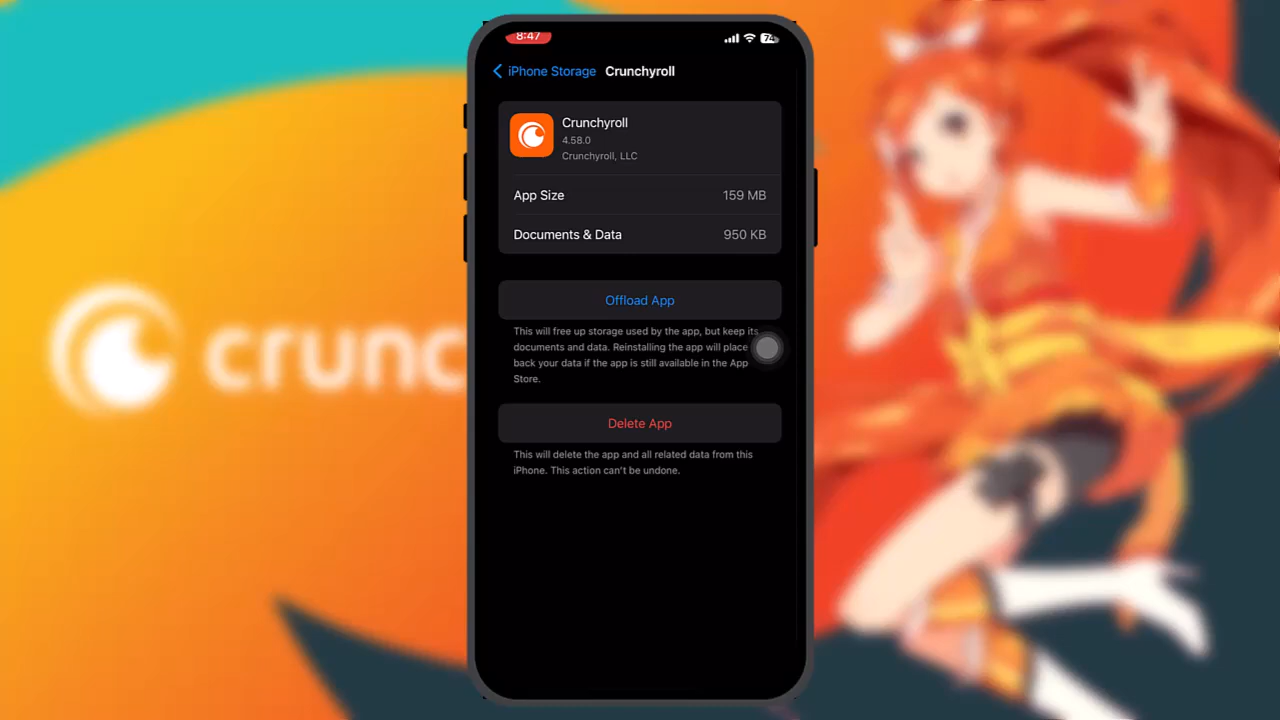 8:47
74
iPhone Storage Crunchyroll
Crunchyroll
4.58.0
Crunchyroll, LLC
App Size 159 MB
Documents & Data 950 KB
Offload App
This will free up storage used by the app, but keep its
documents and data. Reinstalling the app will place
back your data if the app is still available in the App
Store.
Delete App
This will delete the app and all related data from this
iPhone. This action can't be undone.
crunc